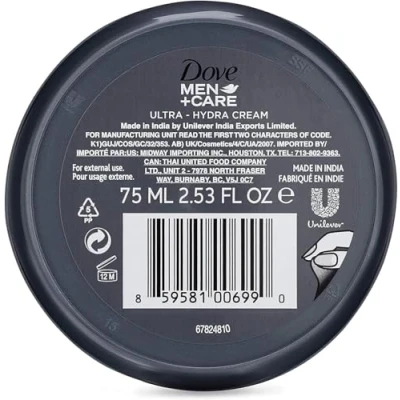 Dove
MEN
+CARE
ULTRA - HYDRA CREAM
Made in India by Unilever India Exports Limited.
FOR MANUFACTURING UNIT READ THE FIRST TWO CHARACTERS OF CODE.
K1)GUJ/COS/GC/32/353. AB) UK/Cosmetics/4/C/UA/2007. IMPORTED BY/
IMPORTÉ PAR:US: MIDWAY IMPORTING INC., HOUSTON, TX, TEL: 713-802-9363.
For external use.
Pour usage externe.
CAN: THAI UNITED FOOD COMPANY
LTD., UNIT 2 - 7978 NORTH FRASER
WAY, BURNABY, BC, V5J 0C7
MADE IN INDIA
FABRIQUÉ EN INDE
75 ML 2.53 FL OZ ℮
PP
12 M
Unilever
8 59581 00699 0
67824810